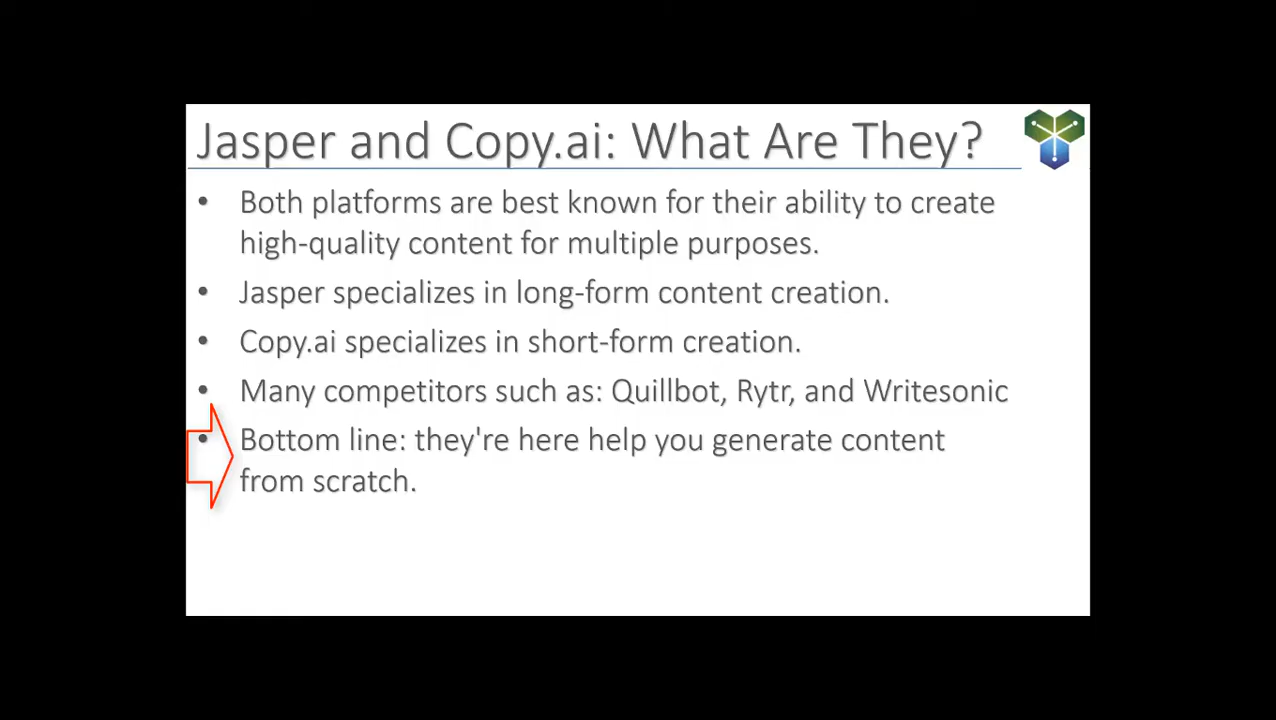 Jasper and Copy.ai: What Are They?
• Both platforms are best known for their ability to create
high-quality content for multiple purposes.
• Jasper specializes in long-form content creation.
• Copy.ai specializes in short-form creation.
• Many competitors such as: Quillbot, Rytr, and Writesonic
• Bottom line: they're here help you generate content
from scratch.